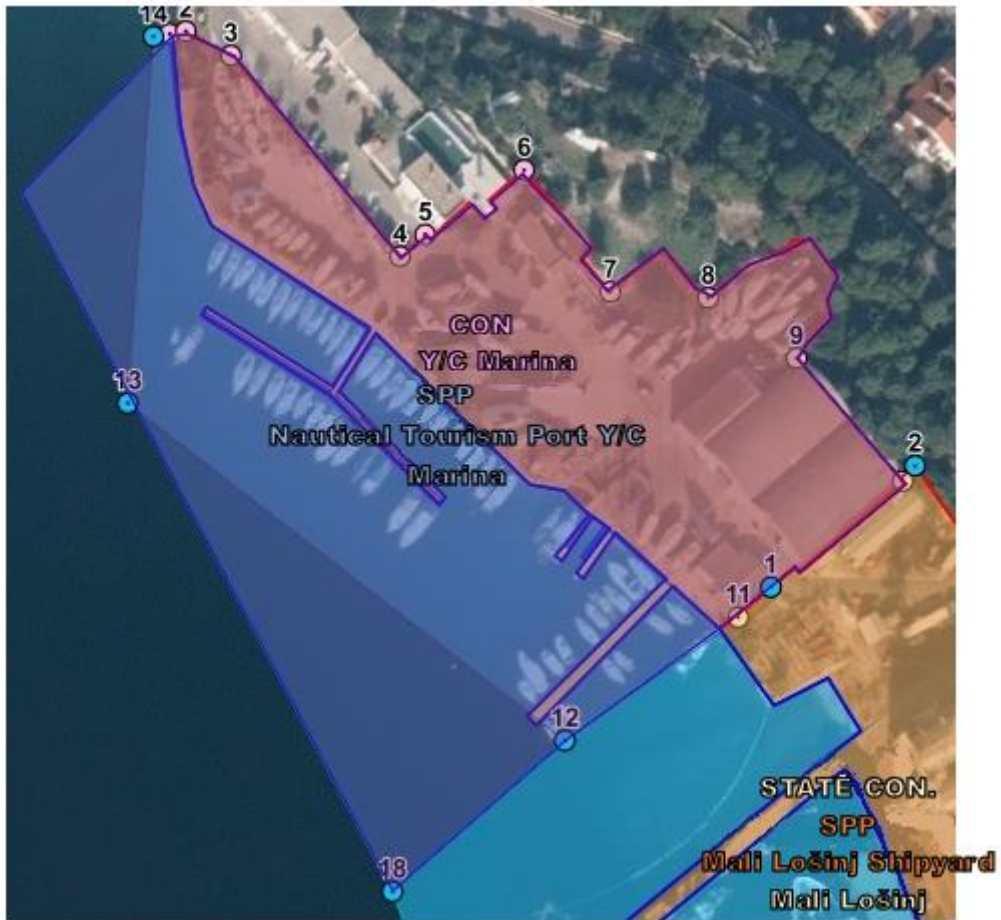 14
2
3
6
5
4
7
8
CON
9
Y/C Marina
SPP
13
Nautical Tourism Port Y/C
Marina
2
1
11
12
STATE CON.
SPP
Mali Lošinj Shipyard
18
Mali Lošinj